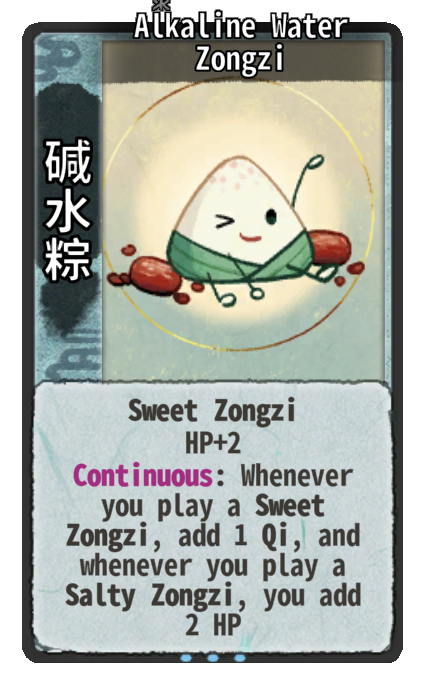 Alkaline Water
Zongzi
碱水粽
Sweet Zongzi
HP+2
Continuous: Whenever
you play a Sweet
Zongzi, add 1 Qi, and
whenever you play a
Salty Zongzi, you add
2 HP